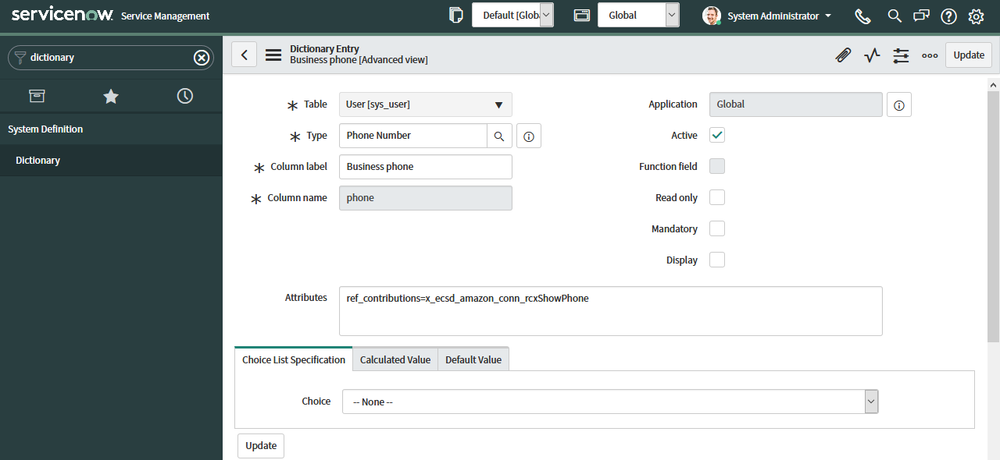 servicenow Service Management
Default [Globa
Global
System Administrator
dictionary
Dictionary Entry
Business phone [Advanced view]
Update
System Definition
Dictionary
Table User [sys_user]
Application Global
Type Phone Number
Active
Column label Business phone
Function field
Column name phone
Read only
Mandatory
Display
Attributes ref_contributions=x_ecsd_amazon_conn_rcxShowPhone
Choice List Specification Calculated Value Default Value
Choice -- None --
Update